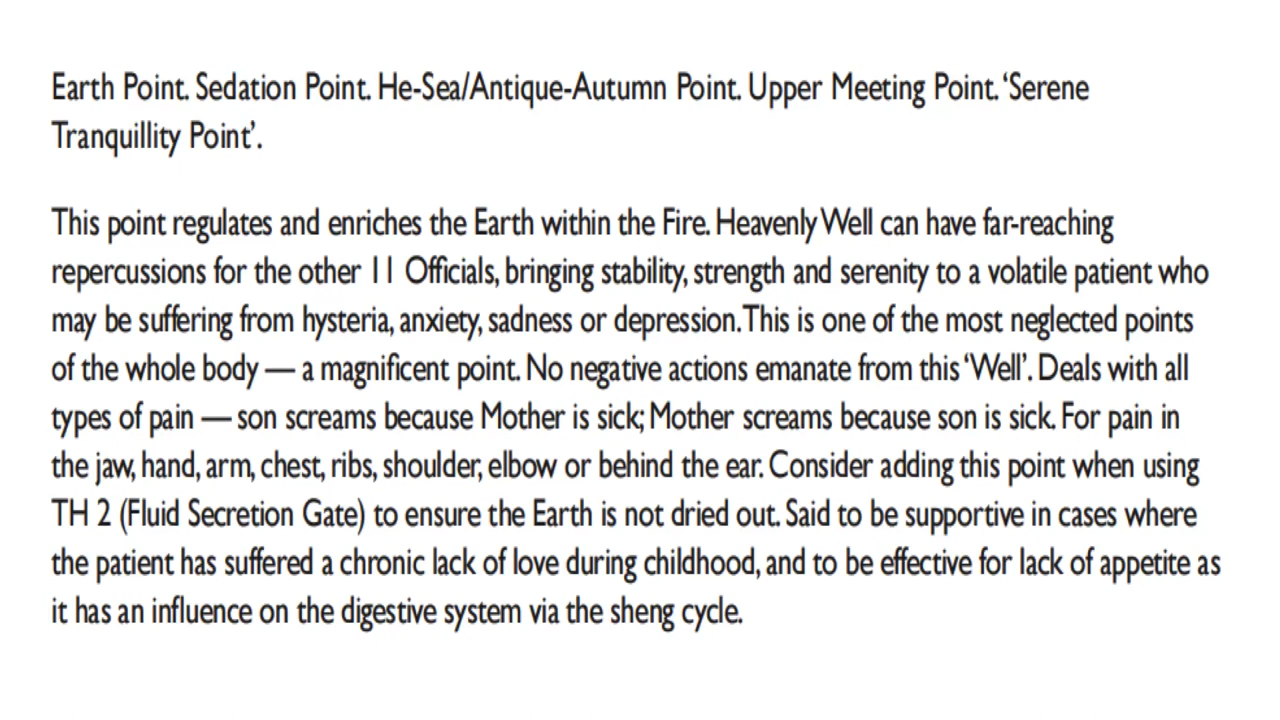 Earth Point. Sedation Point. He-Sea/Antique-Autumn Point. Upper Meeting Point. ‘Serene
Tranquillity Point’.
This point regulates and enriches the Earth within the Fire. Heavenly Well can have far-reaching
repercussions for the other 11 Officials, bringing stability, strength and serenity to a volatile patient who
may be suffering from hysteria, anxiety, sadness or depression. This is one of the most neglected points
of the whole body — a magnificent point. No negative actions emanate from this ‘Well’. Deals with all
types of pain — son screams because Mother is sick; Mother screams because son is sick. For pain in
the jaw, hand, arm, chest, ribs, shoulder, elbow or behind the ear. Consider adding this point when using
TH 2 (Fluid Secretion Gate) to ensure the Earth is not dried out. Said to be supportive in cases where
the patient has suffered a chronic lack of love during childhood, and to be effective for lack of appetite as
it has an influence on the digestive system via the sheng cycle.